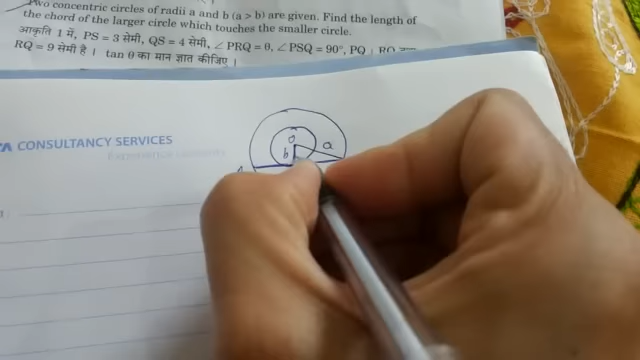 Two concentric circles of radii a and b (a > b) are given. Find the length of
the chord of the larger circle which touches the smaller circle.
आकृति 1 में, PS = 3 सेमी, QS = 4 सेमी, ∠PRQ = θ, ∠PSQ = 90°, PQ ⊥ RQ
RQ = 9 सेमी है । tan θ का मान ज्ञात कीजिए ।
CONSULTANCY SERVICES
Experience certainty
o
a
b